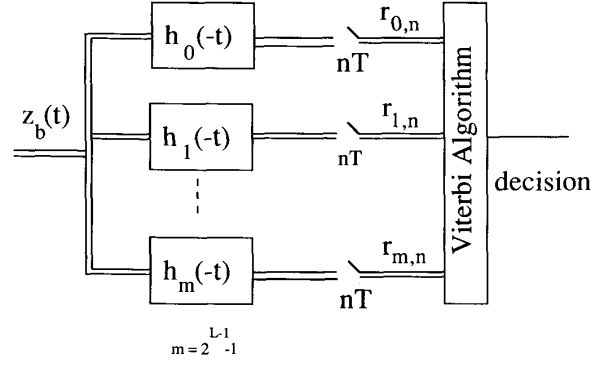 z_b(t)
h_0(-t)
nT
r_{0,n}
h_1(-t)
nT
r_{1,n}
h_m(-t)
nT
r_{m,n}
Viterbi Algorithm
decision
m = 2^{L-1}-1